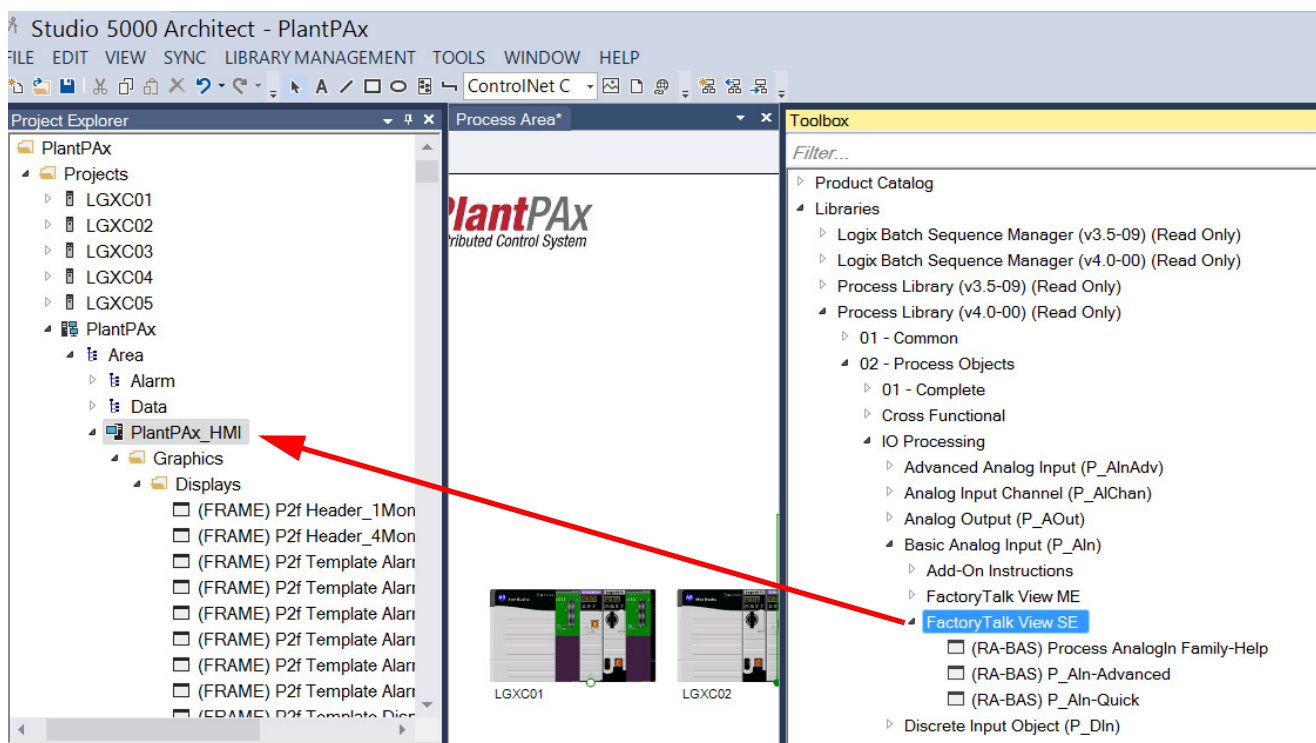 Studio 5000 Architect - PlantPAx
FILE EDIT VIEW SYNC LIBRARY MANAGEMENT TOOLS WINDOW HELP
ControlNet C
Project Explorer
PlantPAx
Projects
LGXC01
LGXC02
LGXC03
LGXC04
LGXC05
PlantPAx
Area
Alarm
Data
PlantPAx_HMI
Graphics
Displays
(FRAME) P2f Header_1Mon
(FRAME) P2f Header_4Mon
(FRAME) P2f Template Alarr
(FRAME) P2f Template Alarr
(FRAME) P2f Template Alarr
(FRAME) P2f Template Alarr
(FRAME) P2f Template Alarr
(FRAME) P2f Template Alarr
(FRAME) P2f Template Disp
Process Area*
PlantPAx
tributed Control System
LGXC01
LGXC02
Toolbox
Filter...
Product Catalog
Libraries
Logix Batch Sequence Manager (v3.5-09) (Read Only)
Logix Batch Sequence Manager (v4.0-00) (Read Only)
Process Library (v3.5-09) (Read Only)
Process Library (v4.0-00) (Read Only)
01 - Common
02 - Process Objects
01 - Complete
Cross Functional
IO Processing
Advanced Analog Input (P_AInAdv)
Analog Input Channel (P_AIChan)
Analog Output (P_AOut)
Basic Analog Input (P_AIn)
Add-On Instructions
FactoryTalk View ME
FactoryTalk View SE
(RA-BAS) Process AnalogIn Family-Help
(RA-BAS) P_AIn-Advanced
(RA-BAS) P_AIn-Quick
Discrete Input Object (P_DIn)